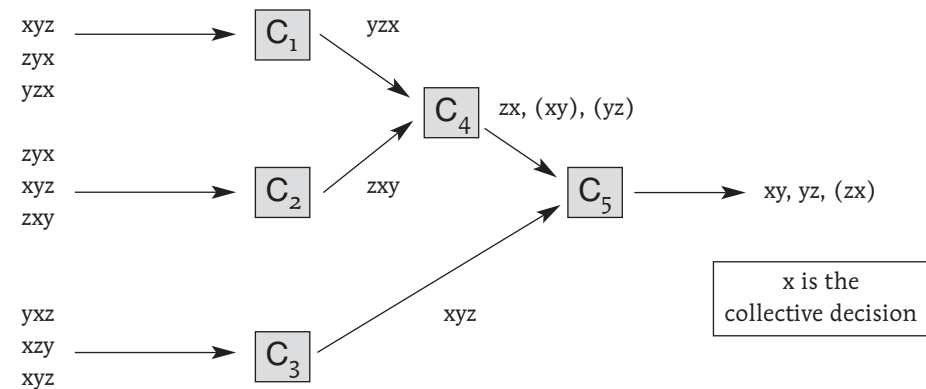 xyz
zyx
yzx
C1
yzx
zyx
xyz
zxy
C2
zxy
C4
zx, (xy), (yz)
yxz
xzy
xyz
C3
xyz
C5
xy, yz, (zx)
x is the
collective decision